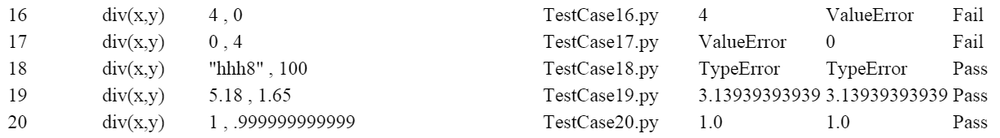 16 div(x,y) 4 , 0 TestCase16.py 4 ValueError Fail
17 div(x,y) 0 , 4 TestCase17.py ValueError 0 Fail
18 div(x,y) "hhh8" , 100 TestCase18.py TypeError TypeError Pass
19 div(x,y) 5.18 , 1.65 TestCase19.py 3.13939393939 3.13939393939 Pass
20 div(x,y) 1 , .999999999999 TestCase20.py 1.0 1.0 Pass